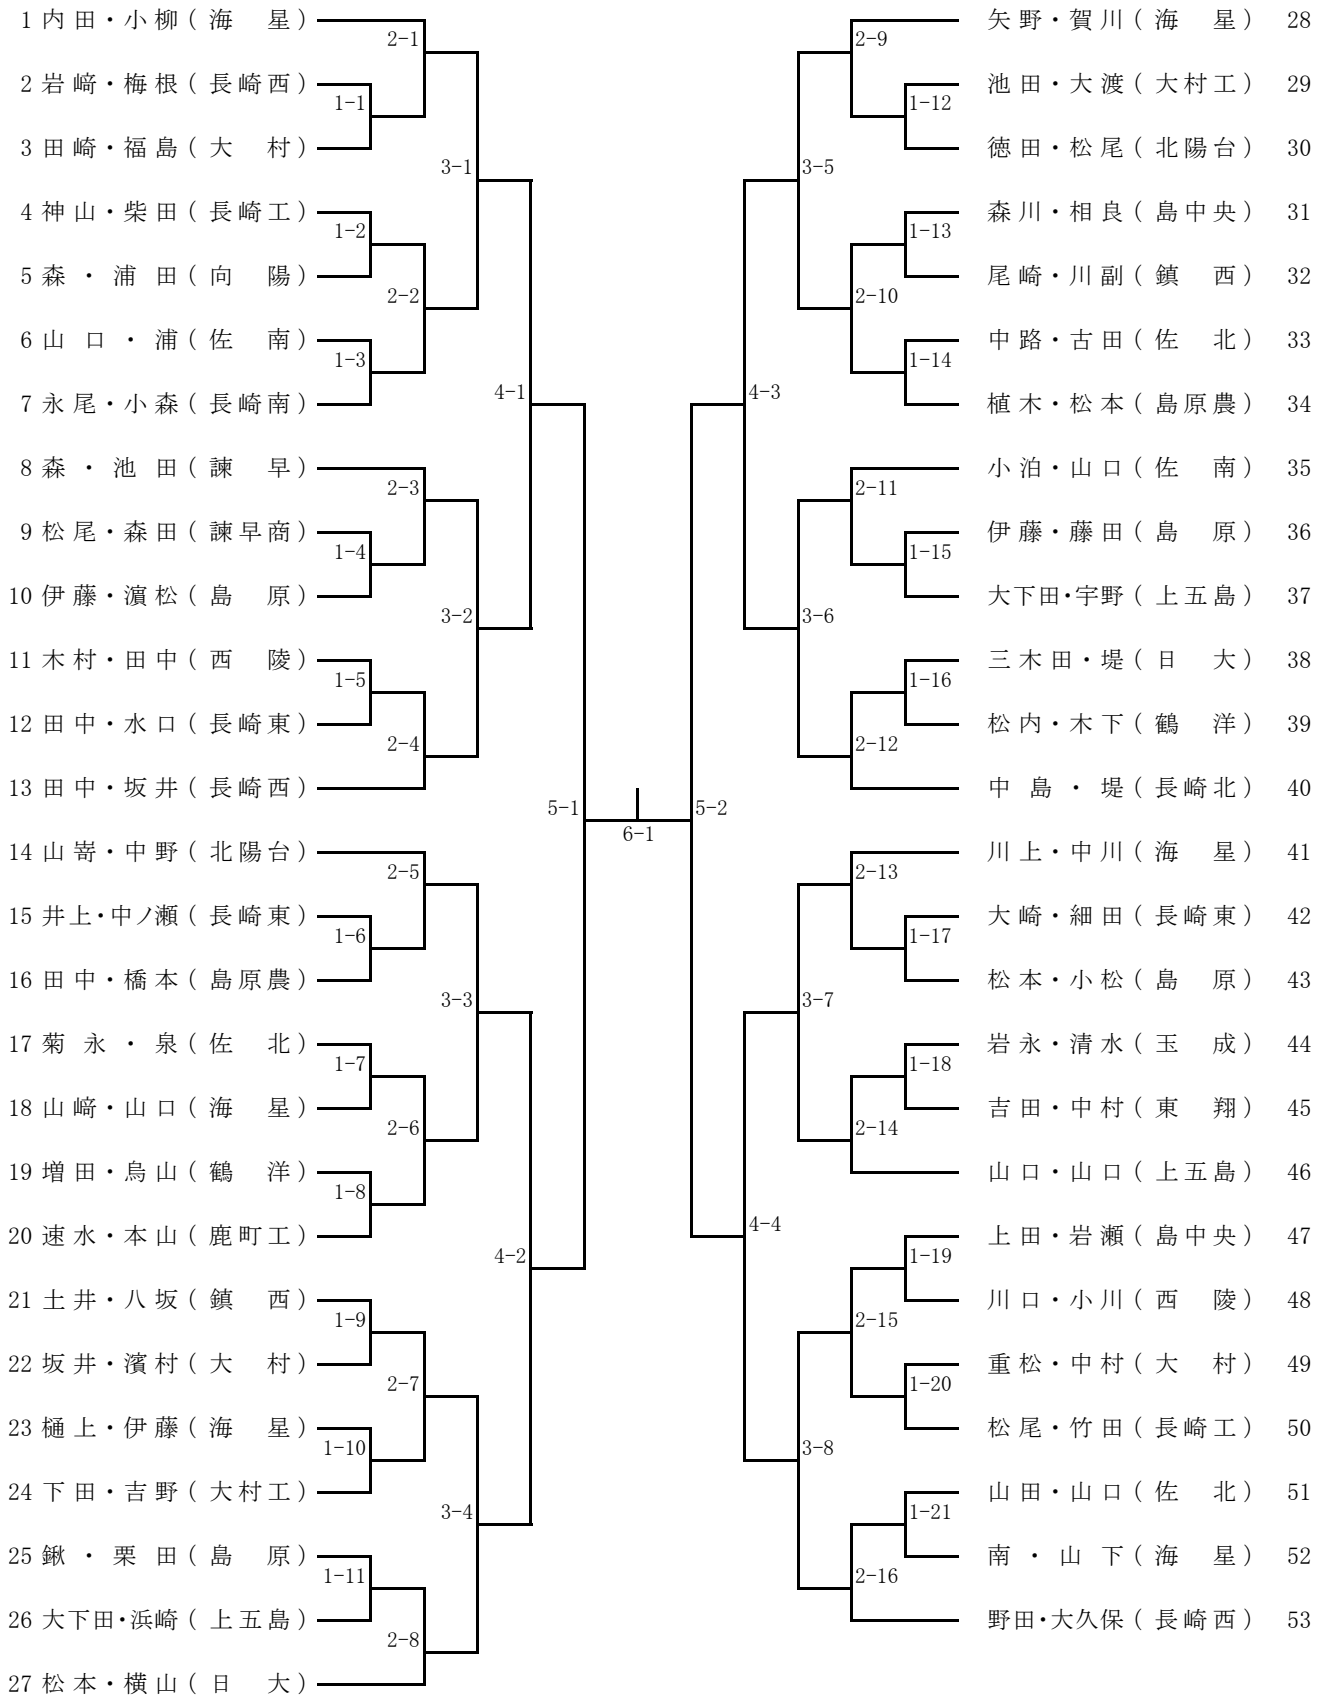 1 内田・小柳（海　星）
2-1
2 岩﨑・梅根（長崎西）
1-1
3 田崎・福島（大　村）
3-1
4 神山・柴田（長崎工）
1-2
5 森・浦田（向　陽）
2-2
6 山口・浦（佐　南）
1-3
7 永尾・小森（長崎南）
4-1
8 森・池田（諫　早）
2-3
9 松尾・森田（諫早商）
1-4
10 伊藤・濵松（島　原）
3-2
11 木村・田中（西　陵）
1-5
12 田中・水口（長崎東）
2-4
13 田中・坂井（長崎西）
5-1
14 山嵜・中野（北陽台）
2-5
15 井上・中ノ瀬（長崎東）
1-6
16 田中・橋本（島原農）
3-3
17 菊永・泉（佐　北）
1-7
18 山﨑・山口（海　星）
2-6
19 増田・烏山（鶴　洋）
1-8
20 速水・本山（鹿町工）
4-2
21 土井・八坂（鎮　西）
1-9
22 坂井・濱村（大　村）
2-7
23 樋上・伊藤（海　星）
1-10
24 下田・吉野（大村工）
3-4
25 鍬・栗田（島　原）
1-11
26 大下田・浜崎（上五島）
2-8
27 松本・横山（日　大）
6-1
矢野・賀川（海　星） 28
2-9
池田・大渡（大村工） 29
1-12
徳田・松尾（北陽台） 30
3-5
森川・相良（島中央） 31
1-13
尾崎・川副（鎮　西） 32
2-10
中路・古田（佐　北） 33
1-14
植木・松本（島原農） 34
4-3
小泊・山口（佐　南） 35
2-11
伊藤・藤田（島　原） 36
1-15
大下田・宇野（上五島） 37
3-6
三木田・堤（日　大） 38
1-16
松内・木下（鶴　洋） 39
2-12
中島・堤（長崎北） 40
5-2
川上・中川（海　星） 41
2-13
大崎・細田（長崎東） 42
1-17
松本・小松（島　原） 43
3-7
岩永・清水（玉　成） 44
1-18
吉田・中村（東　翔） 45
2-14
山口・山口（上五島） 46
4-4
上田・岩瀬（島中央） 47
1-19
川口・小川（西　陵） 48
2-15
重松・中村（大　村） 49
1-20
松尾・竹田（長崎工） 50
3-8
山田・山口（佐　北） 51
1-21
南・山下（海　星） 52
2-16
野田・大久保（長崎西） 53